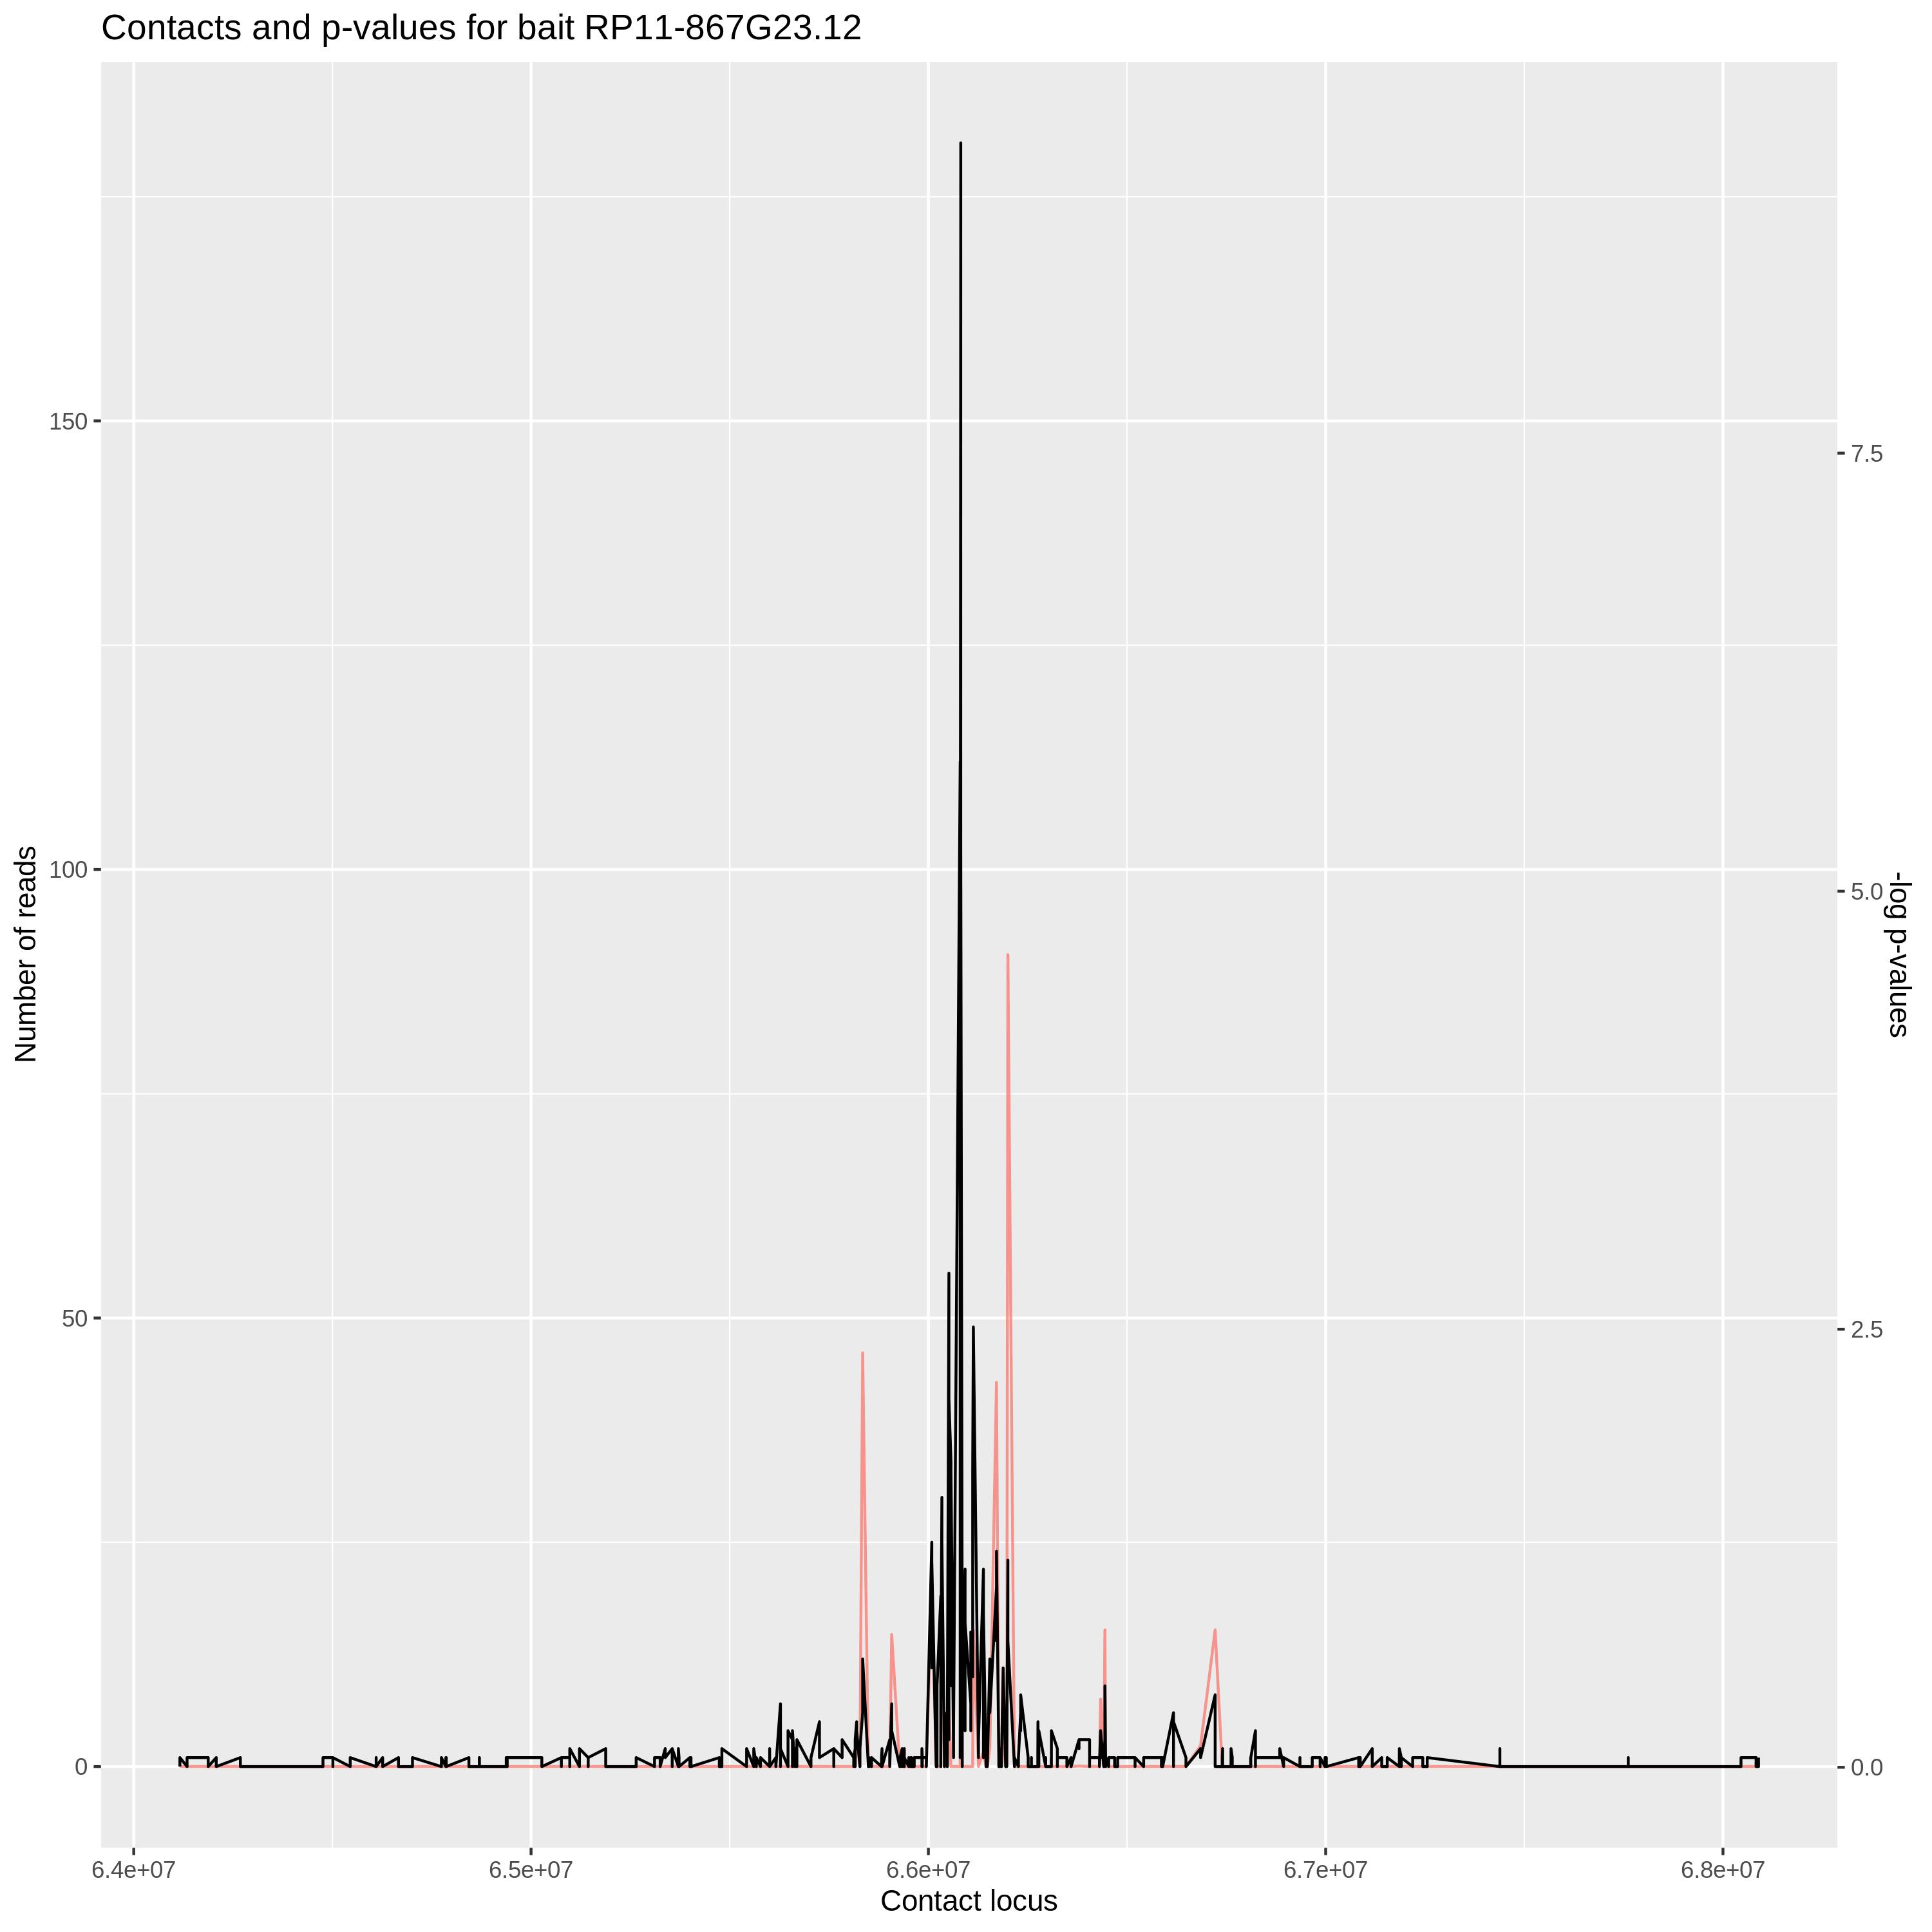 Contacts and p-values for bait RP11-867G23.12
Number of reads
150
100
50
0
7.5
5.0
2.5
0.0
-log p-values
6.4e+07
6.5e+07
6.6e+07
6.7e+07
6.8e+07
Contact locus